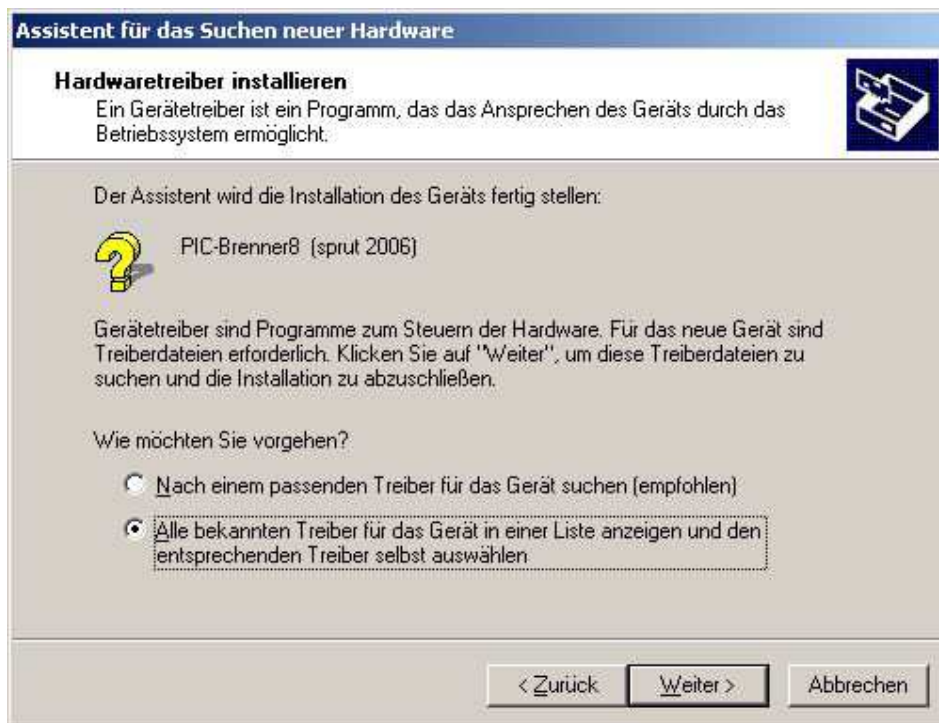 Assistent für das Suchen neuer Hardware
Hardwaretreiber installieren
Ein Gerätetreiber ist ein Programm, das das Ansprechen des Geräts durch das
Betriebssystem ermöglicht.
Der Assistent wird die Installation des Geräts fertig stellen:
PIC-Brenner8 (sprut 2006)
Gerätetreiber sind Programme zum Steuern der Hardware. Für das neue Gerät sind
Treiberdateien erforderlich. Klicken Sie auf "Weiter", um diese Treiberdateien zu
suchen und die Installation zu abzuschließen.
Wie möchten Sie vorgehen?
Nach einem passenden Treiber für das Gerät suchen (empfohlen)
Alle bekannten Treiber für das Gerät in einer Liste anzeigen und den
entsprechenden Treiber selbst auswählen
< Zurück Weiter > Abbrechen